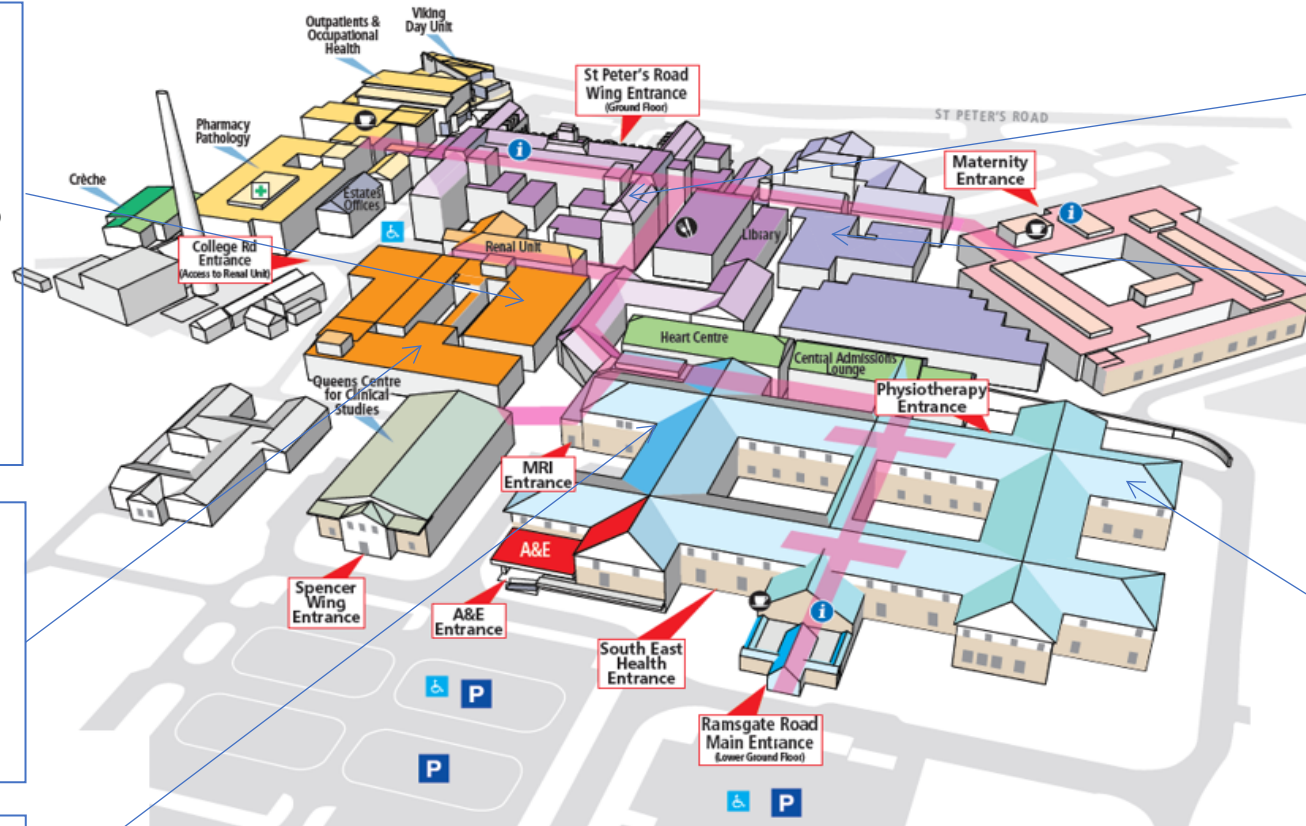 Viking
Day Unit
Outpatients &
Occupational
Health
St Peter's Road
Wing Entrance
(Ground Floor)
ST PETER'S ROAD
Pharmacy
Pathology
Maternity
Entrance
Crèche
Estates
Offices
Library
College Rd
Entrance
(Access to Renal Unit)
Renal Unit
Heart Centre
Central Admissions
Lounge
Queens Centre
for Clinical
Studies
Physiotherapy
Entrance
MRI
Entrance
A&E
Spencer
Wing
Entrance
A&E
Entrance
South East
Health
Entrance
Ramsgate Road
Main Entrance
(Lower Ground Floor)
P
P
P
i
i
i